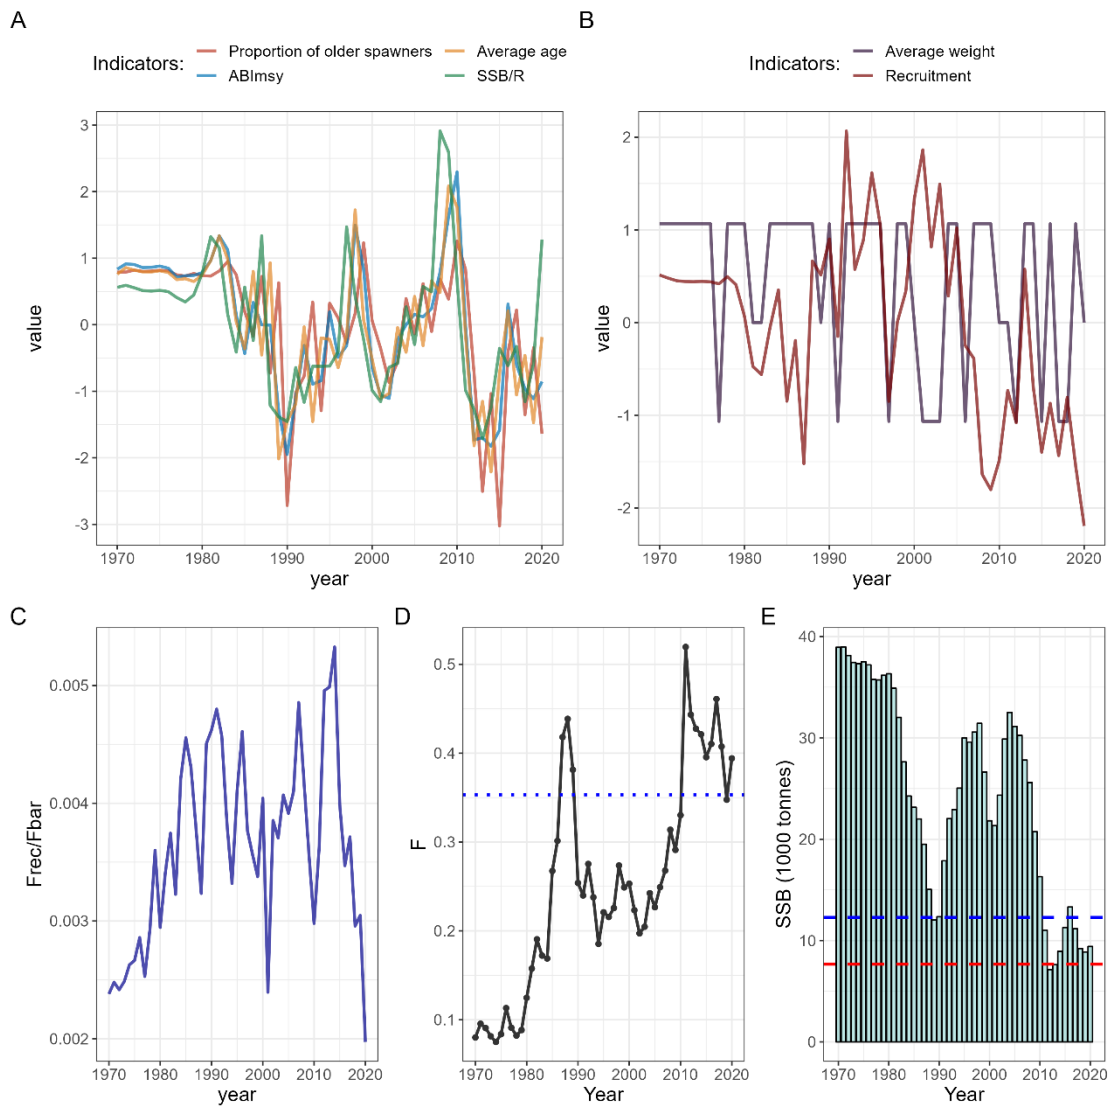 A
Indicators:
Proportion of older spawners
Average age
ABImsy
SSB/R
value
3
2
1
0
-1
-2
-3
1970 1980 1990 2000 2010 2020
year
B
Indicators:
Average weight
Recruitment
value
2
1
0
-1
-2
1970 1980 1990 2000 2010 2020
year
C
Frec/Fbar
0.005
0.004
0.003
0.002
1970 1980 1990 2000 2010 2020
year
D
F
0.5
0.4
0.3
0.2
0.1
1970 1980 1990 2000 2010 2020
Year
E
SSB (1000 tonnes)
40
30
20
10
0
1970 1980 1990 2000 2010 2020
Year